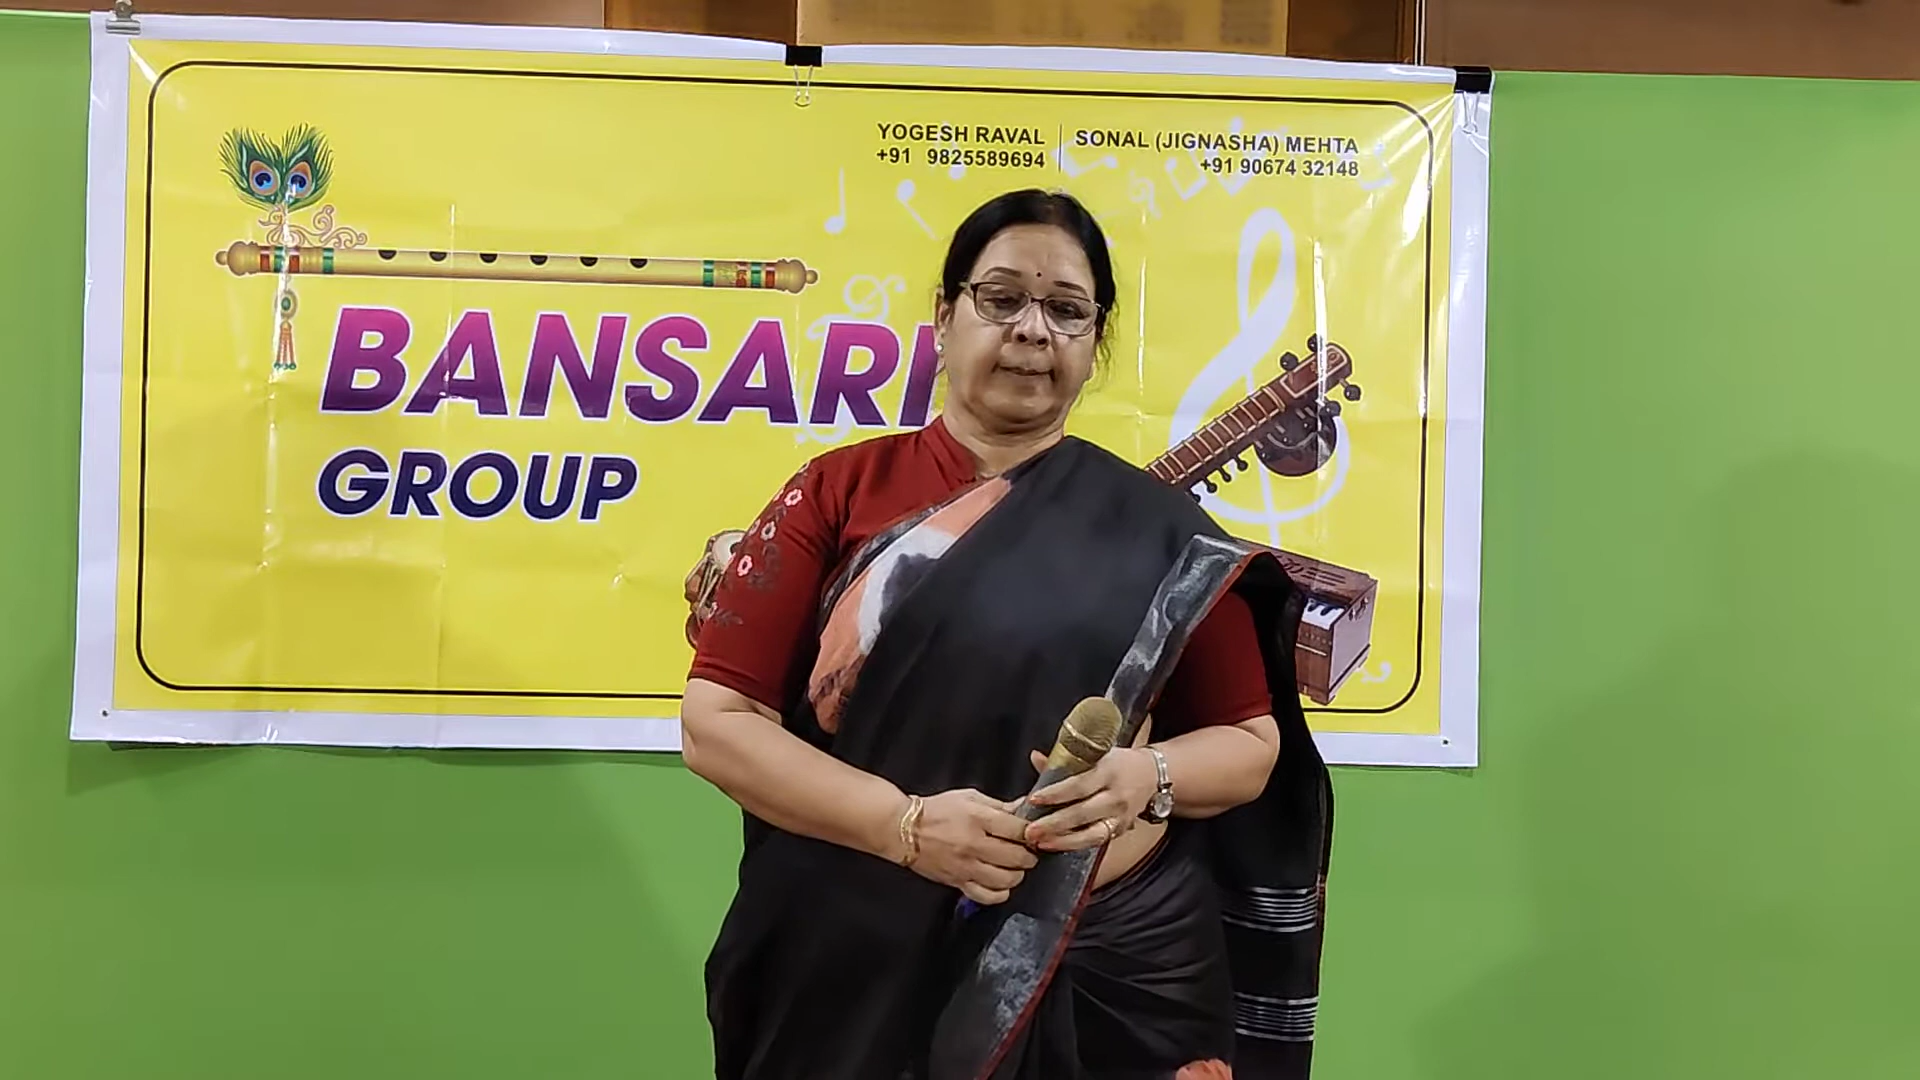 YOGESH RAVAL
+91 9825589694
SONAL (JIGNASHA) MEHTA
+91 90674 32148
BANSARI
GROUP